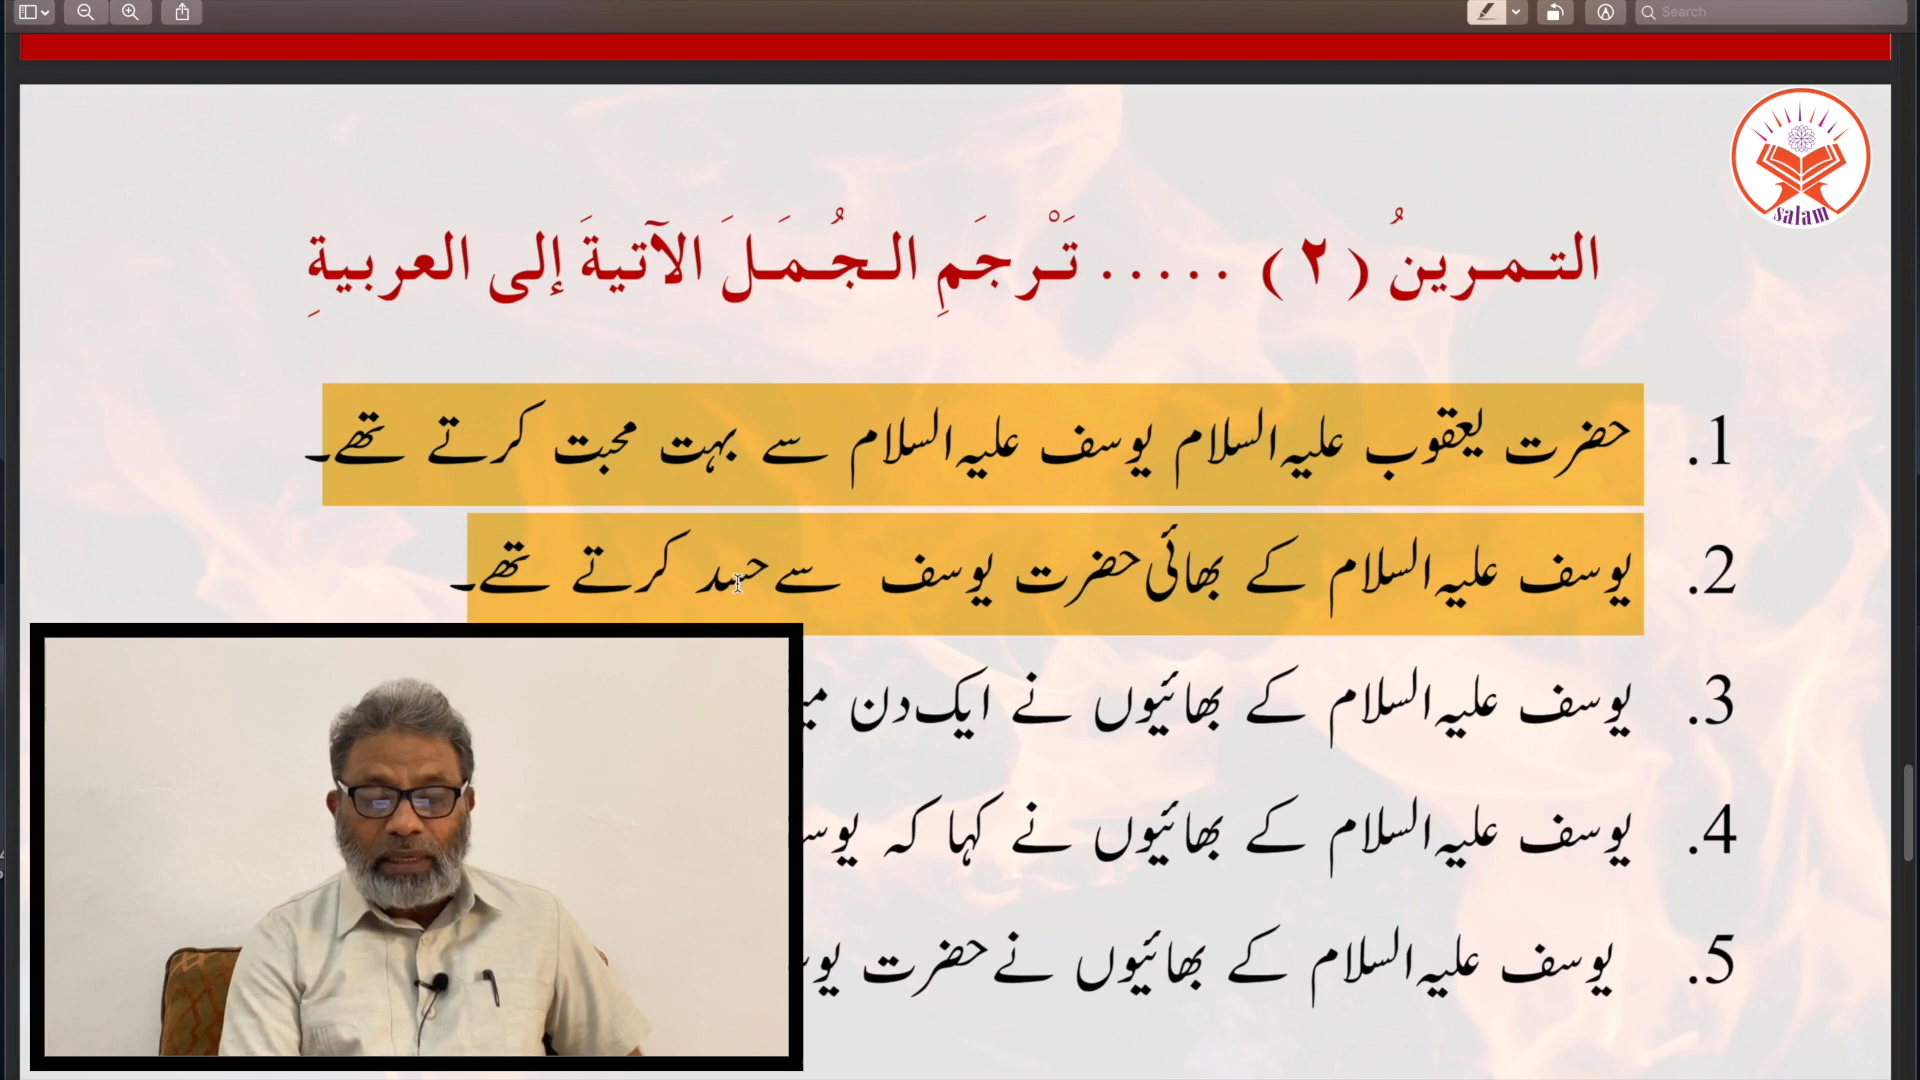 Search
salam
التمرينُ (٢) ..... تَرْجَمِ الجُمَلَ الآتيةَ إلى العربيةِ
1. حضرت یعقوب علیہ السلام یوسف علیہ السلام سے بہت محبت کرتے تھے۔
2. یوسف علیہ السلام کے بھائی حضرت یوسف سے حسد کرتے تھے۔
3. یوسف علیہ السلام کے بھائیوں نے ایک دن
4. یوسف علیہ السلام کے بھائیوں نے کہا کہ
5. یوسف علیہ السلام کے بھائیوں نے حضرت